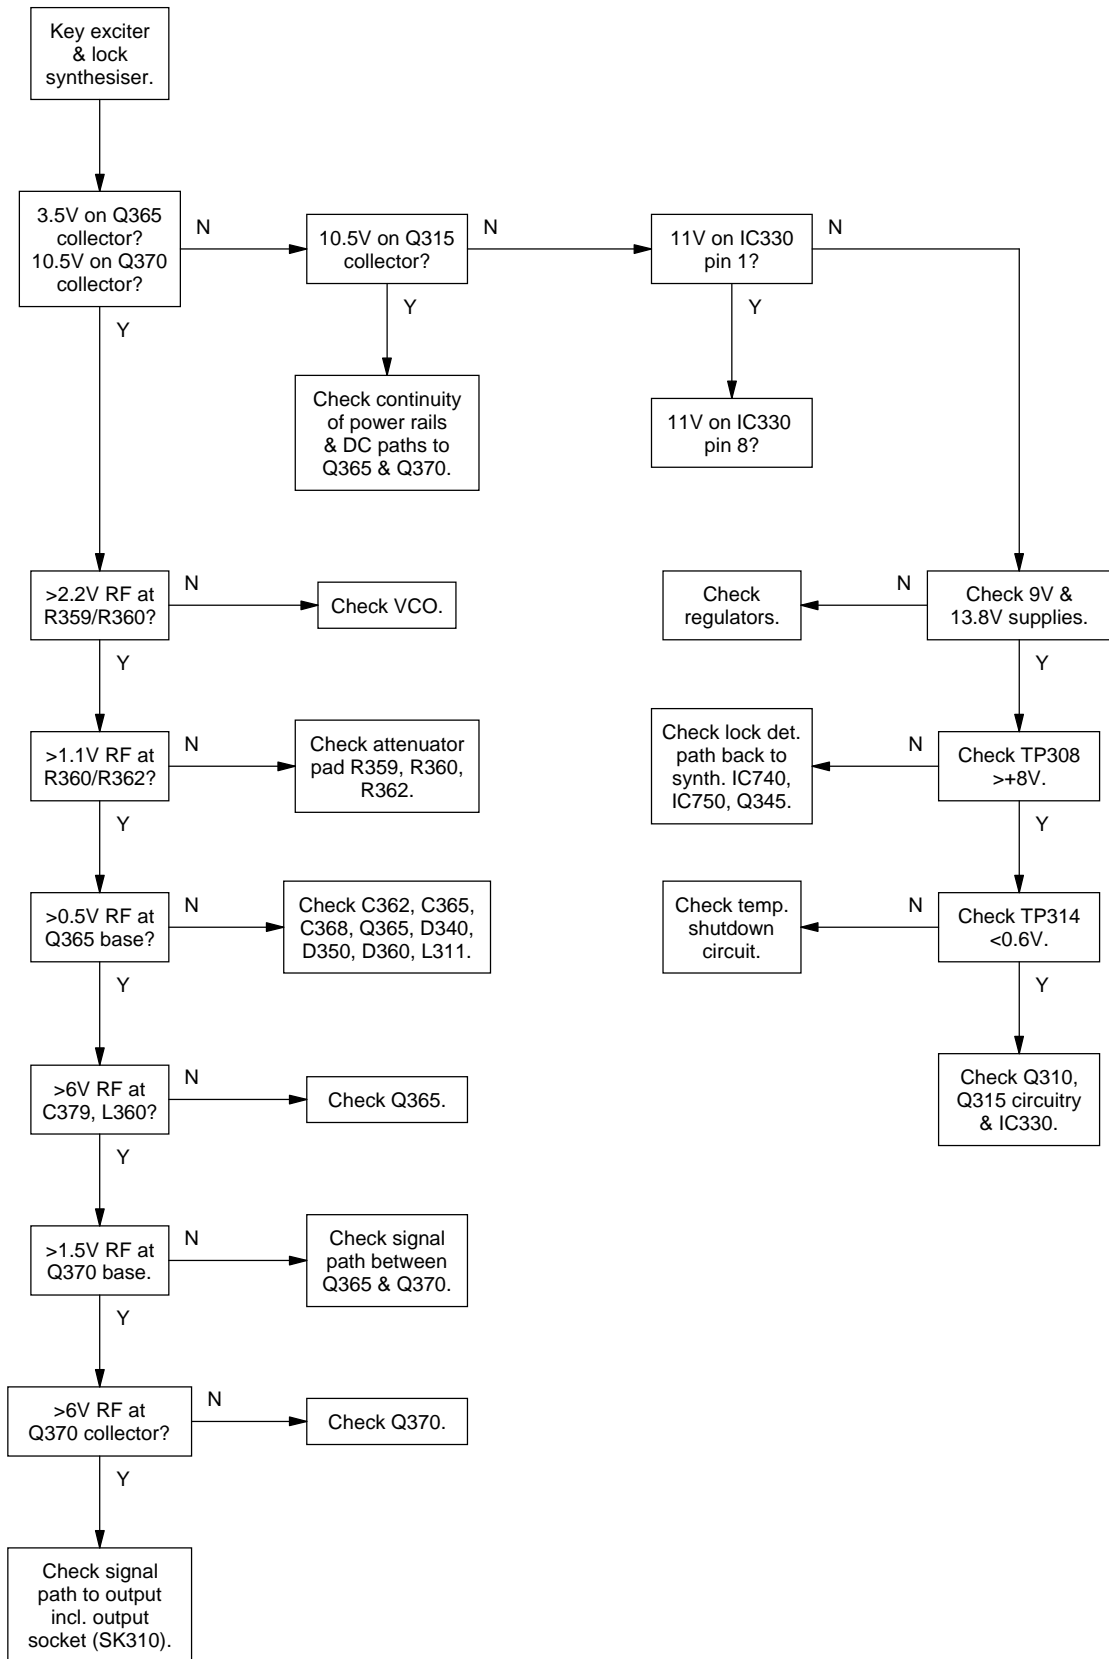 Key exciter
& lock
synthesiser.
3.5V on Q365
collector?
10.5V on Q370
collector?
N
10.5V on Q315
collector?
N
11V on IC330
pin 1?
N
Y
Y
Y
Check continuity
of power rails
& DC paths to
Q365 & Q370.
11V on IC330
pin 8?
>2.2V RF at
R359/R360?
N
Check VCO.
Check
regulators.
N
Check 9V &
13.8V supplies.
Y
Y
>1.1V RF at
R360/R362?
N
Check attenuator
pad R359, R360,
R362.
Check lock det.
path back to
synth. IC740,
IC750, Q345.
N
Check TP308
>+8V.
Y
Y
>0.5V RF at
Q365 base?
N
Check C362, C365,
C368, Q365, D340,
D350, D360, L311.
Check temp.
shutdown
circuit.
N
Check TP314
<0.6V.
Y
Y
>6V RF at
C379, L360?
N
Check Q365.
Check Q310,
Q315 circuitry
& IC330.
Y
>1.5V RF at
Q370 base.
N
Check signal
path between
Q365 & Q370.
Y
>6V RF at
Q370 collector?
N
Check Q370.
Y
Check signal
path to output
incl. output
socket (SK310).